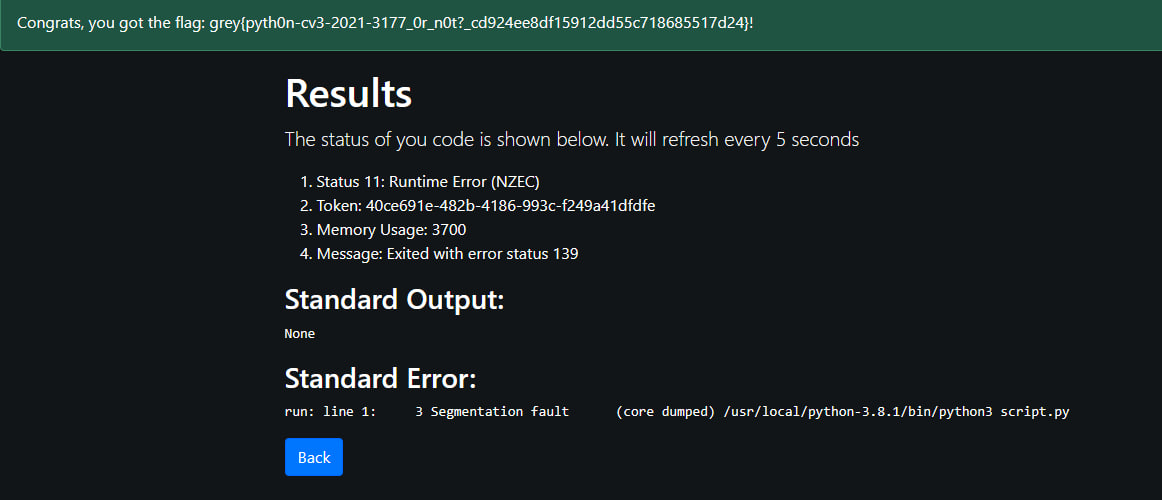 Congrats, you got the flag: grey{pyth0n-cv3-2021-3177_0r_n0t?_cd924ee8df15912dd55c718685517d24}!
Results
The status of you code is shown below. It will refresh every 5 seconds
1. Status 11: Runtime Error (NZEC)
2. Token: 40ce691e-482b-4186-993c-f249a41dfdfe
3. Memory Usage: 3700
4. Message: Exited with error status 139
Standard Output:
None
Standard Error:
run: line 1:     3 Segmentation fault      (core dumped) /usr/local/python-3.8.1/bin/python3 script.py
Back